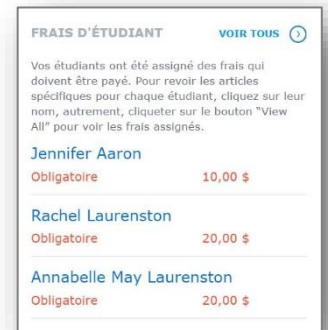 FRAIS D'ÉTUDIANT VOIR TOUS
Vos étudiants ont été assigné des frais qui
doivent être payé. Pour revoir les articles
spécifiques pour chaque étudiant, cliquez sur leur
nom, autrement, cliqueter sur le bouton "View
All" pour voir les frais assignés.
Jennifer Aaron
Obligatoire 10,00 $
Rachel Laurenston
Obligatoire 20,00 $
Annabelle May Laurenston
Obligatoire 20,00 $